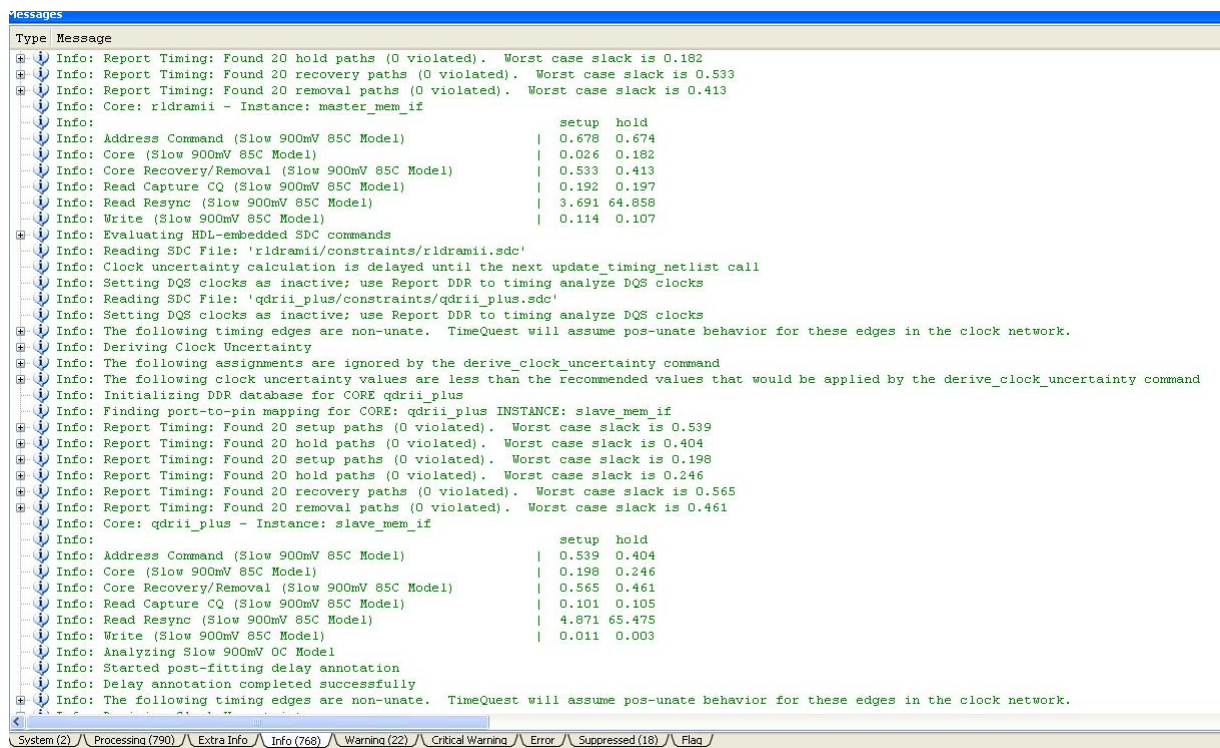 Messages
Type Message
Info: Report Timing: Found 20 hold paths (0 violated). Worst case slack is 0.182
Info: Report Timing: Found 20 recovery paths (0 violated). Worst case slack is 0.533
Info: Report Timing: Found 20 removal paths (0 violated). Worst case slack is 0.413
Info: Core: rldramii - Instance: master_mem_if
Info: setup hold
Info: Address Command (Slow 900mV 85C Model) | 0.678 0.674
Info: Core (Slow 900mV 85C Model) | 0.026 0.182
Info: Core Recovery/Removal (Slow 900mV 85C Model) | 0.533 0.413
Info: Read Capture CQ (Slow 900mV 85C Model) | 0.192 0.197
Info: Read Resync (Slow 900mV 85C Model) | 3.691 64.858
Info: Write (Slow 900mV 85C Model) | 0.114 0.107
Info: Evaluating HDL-embedded SDC commands
Info: Reading SDC File: 'rldramii/constraints/rldramii.sdc'
Info: Clock uncertainty calculation is delayed until the next update_timing_netlist call
Info: Setting DQS clocks as inactive; use Report DDR to timing analyze DQS clocks
Info: Reading SDC File: 'qdrii_plus/constraints/qdrii_plus.sdc'
Info: Setting DQS clocks as inactive; use Report DDR to timing analyze DQS clocks
Info: The following timing edges are non-unate. TimeQuest will assume pos-unate behavior for these edges in the clock network.
Info: Deriving Clock Uncertainty
Info: The following assignments are ignored by the derive_clock_uncertainty command
Info: The following clock uncertainty values are less than the recommended values that would be applied by the derive_clock_uncertainty command
Info: Initializing DDR database for CORE qdrii_plus
Info: Finding port-to-pin mapping for CORE: qdrii_plus INSTANCE: slave_mem_if
Info: Report Timing: Found 20 setup paths (0 violated). Worst case slack is 0.539
Info: Report Timing: Found 20 hold paths (0 violated). Worst case slack is 0.404
Info: Report Timing: Found 20 setup paths (0 violated). Worst case slack is 0.198
Info: Report Timing: Found 20 hold paths (0 violated). Worst case slack is 0.246
Info: Report Timing: Found 20 recovery paths (0 violated). Worst case slack is 0.565
Info: Report Timing: Found 20 removal paths (0 violated). Worst case slack is 0.461
Info: Core: qdrii_plus - Instance: slave_mem_if
Info: setup hold
Info: Address Command (Slow 900mV 85C Model) | 0.539 0.404
Info: Core (Slow 900mV 85C Model) | 0.198 0.246
Info: Core Recovery/Removal (Slow 900mV 85C Model) | 0.565 0.461
Info: Read Capture CQ (Slow 900mV 85C Model) | 0.101 0.105
Info: Read Resync (Slow 900mV 85C Model) | 4.871 65.475
Info: Write (Slow 900mV 85C Model) | 0.011 0.003
Info: Analyzing Slow 900mV 0C Model
Info: Started post-fitting delay annotation
Info: Delay annotation completed successfully
Info: The following timing edges are non-unate. TimeQuest will assume pos-unate behavior for these edges in the clock network.
System (2) Processing (790) Extra Info Info (768) Warning (22) Critical Warning Error Suppressed (18) Flag